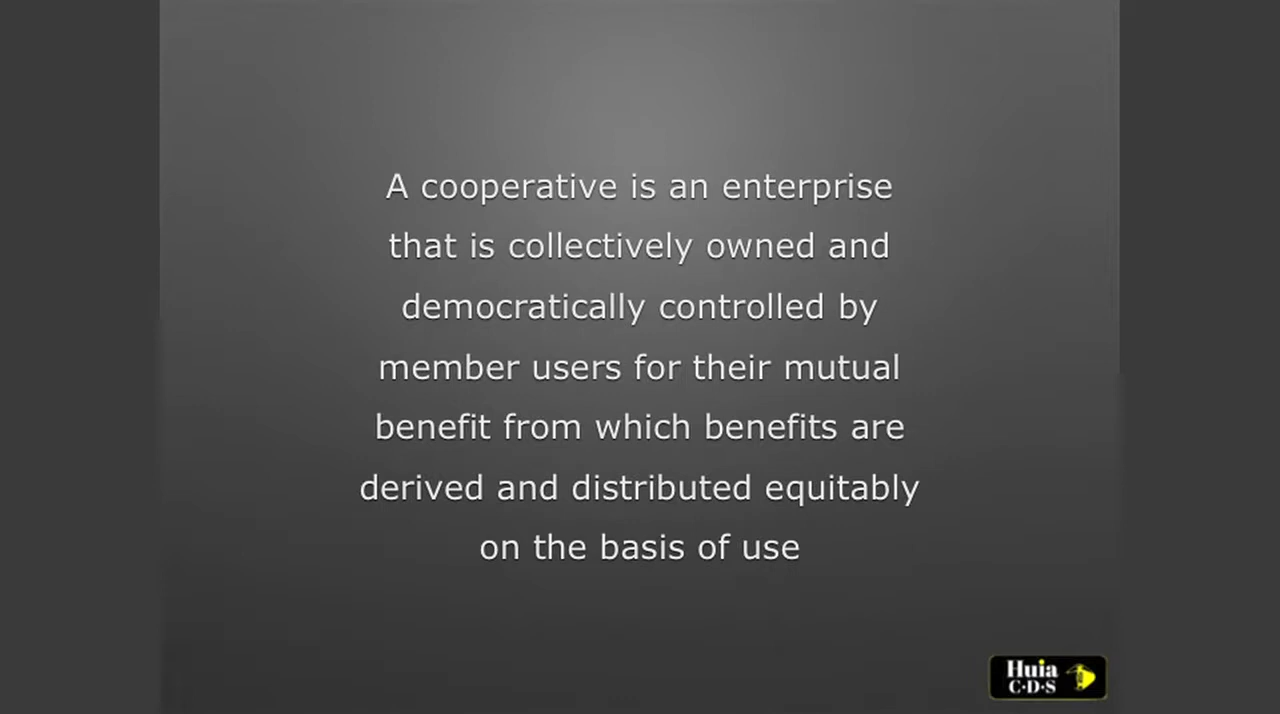 A cooperative is an enterprise
that is collectively owned and
democratically controlled by
member users for their mutual
benefit from which benefits are
derived and distributed equitably
on the basis of use
Huia
C·D·S